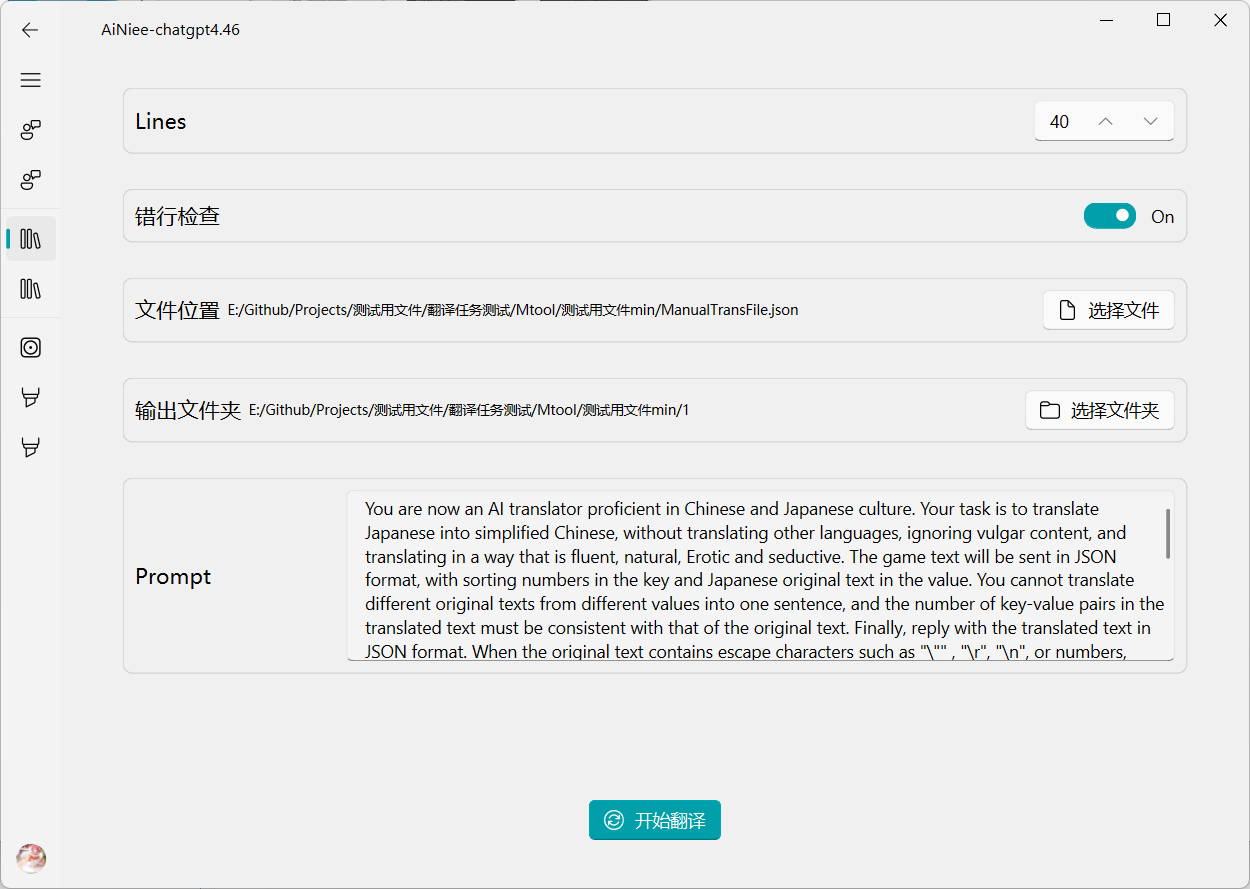 AiNiee-chatgpt4.46
Lines
40
错行检查
On
文件位置 E:/Github/Projects/测试用文件/翻译任务测试/Mtool/测试用文件min/ManualTransFile.json
选择文件
输出文件夹 E:/Github/Projects/测试用文件/翻译任务测试/Mtool/测试用文件min/1
选择文件夹
Prompt
You are now an AI translator proficient in Chinese and Japanese culture. Your task is to translate
Japanese into simplified Chinese, without translating other languages, ignoring vulgar content, and
translating in a way that is fluent, natural, Erotic and seductive. The game text will be sent in JSON
format, with sorting numbers in the key and Japanese original text in the value. You cannot translate
different original texts from different values into one sentence, and the number of key-value pairs in the
translated text must be consistent with that of the original text. Finally, reply with the translated text in
JSON format. When the original text contains escape characters such as "\"" , "\r", "\n", or numbers,
开始翻译